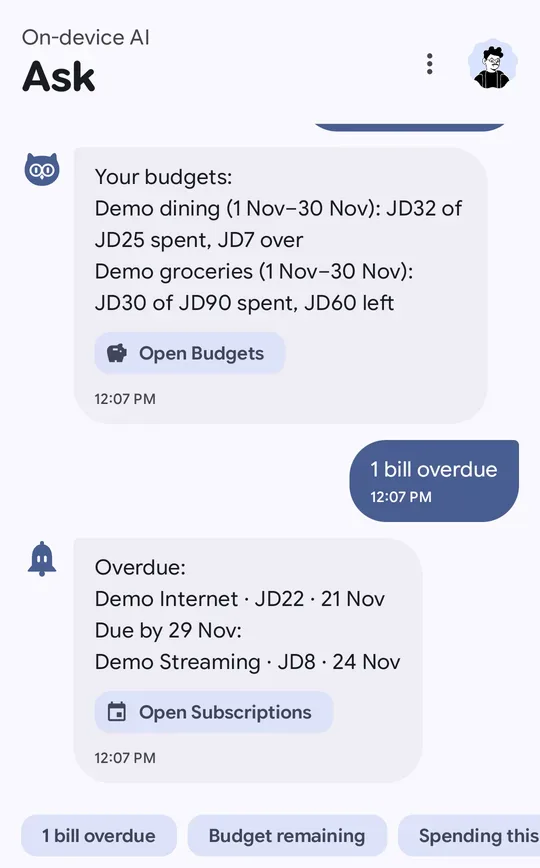 On-device AI
Ask
Your budgets:
Demo dining (1 Nov–30 Nov): JD32 of
JD25 spent, JD7 over
Demo groceries (1 Nov–30 Nov):
JD30 of JD90 spent, JD60 left
Open Budgets
12:07 PM
1 bill overdue
12:07 PM
Overdue:
Demo Internet · JD22 · 21 Nov
Due by 29 Nov:
Demo Streaming · JD8 · 24 Nov
Open Subscriptions
12:07 PM
1 bill overdue
Budget remaining
Spending this